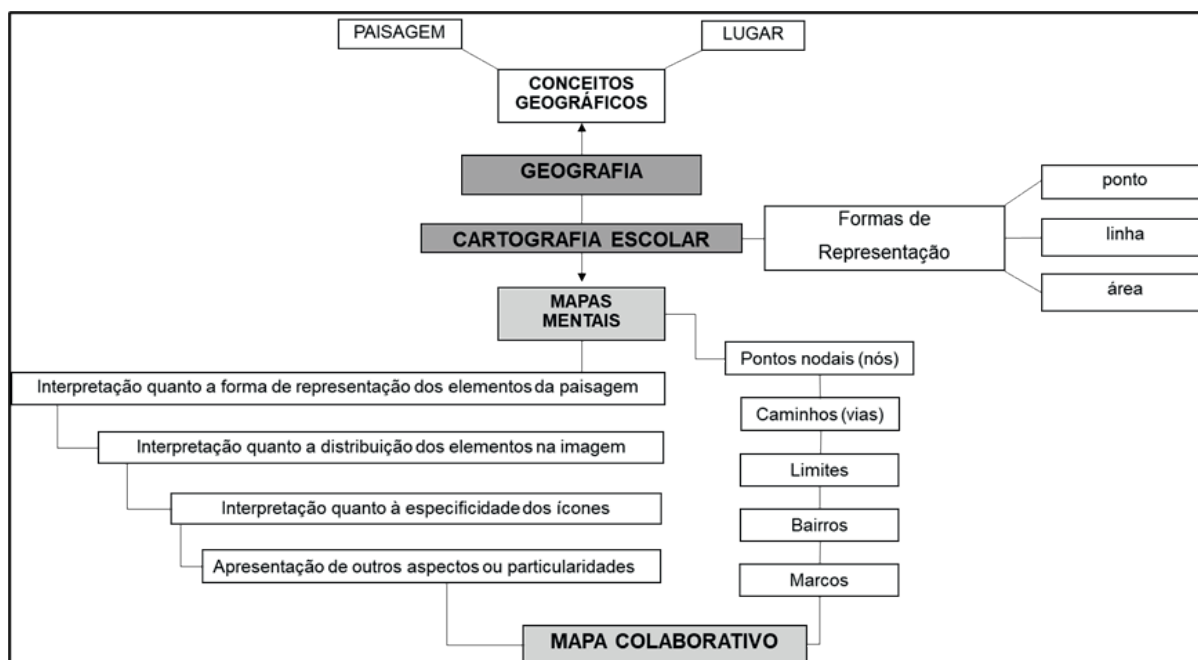 PAISAGEM
LUGAR
CONCEITOS
GEOGRÁFICOS
GEOGRAFIA
CARTOGRAFIA ESCOLAR
Formas de
Representação
ponto
linha
área
MAPAS
MENTAIS
Pontos nodais (nós)
Caminhos (vias)
Limites
Bairros
Marcos
Interpretação quanto a forma de representação dos elementos da paisagem
Interpretação quanto a distribuição dos elementos na imagem
Interpretação quanto à especificidade dos ícones
Apresentação de outros aspectos ou particularidades
MAPA COLABORATIVO